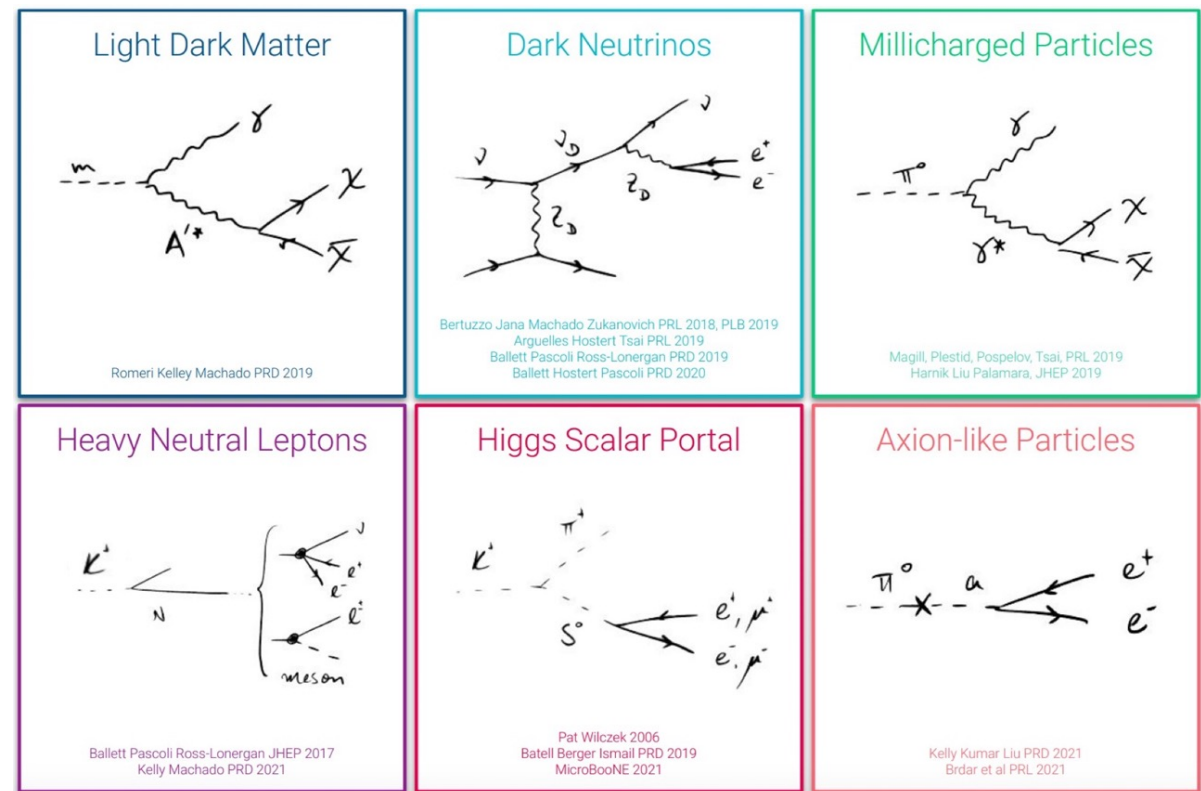 Light Dark Matter
m
γ
A'*
χ
χ̄
Romeri Kelley Machado PRD 2019
Dark Neutrinos
ν
ν_D
ν
Z_D
e⁺
e⁻
Z_D
Bertuzzo Jana Machado Zukanovich PRL 2018, PLB 2019
Arguelles Hostert Tsai PRL 2019
Ballett Pascoli Ross-Lonergan PRD 2019
Ballett Hostert Pascoli PRD 2020
Millicharged Particles
π⁰
γ
γ*
χ
χ̄
Magill, Plestid, Pospelov, Tsai, PRL 2019
Harnik Liu Palamara, JHEP 2019
Heavy Neutral Leptons
K⁺
N
ν
e⁺
e⁻
ℓ±
meson
Ballett Pascoli Ross-Lonergan JHEP 2017
Kelly Machado PRD 2021
Higgs Scalar Portal
K⁺
π⁺
S⁰
e⁺, μ⁺
e⁻, μ⁻
Pat Wilczek 2006
Batell Berger Ismail PRD 2019
MicroBooNE 2021
Axion-like Particles
π⁰
a
e⁺
e⁻
Kelly Kumar Liu PRD 2021
Brdar et al PRL 2021